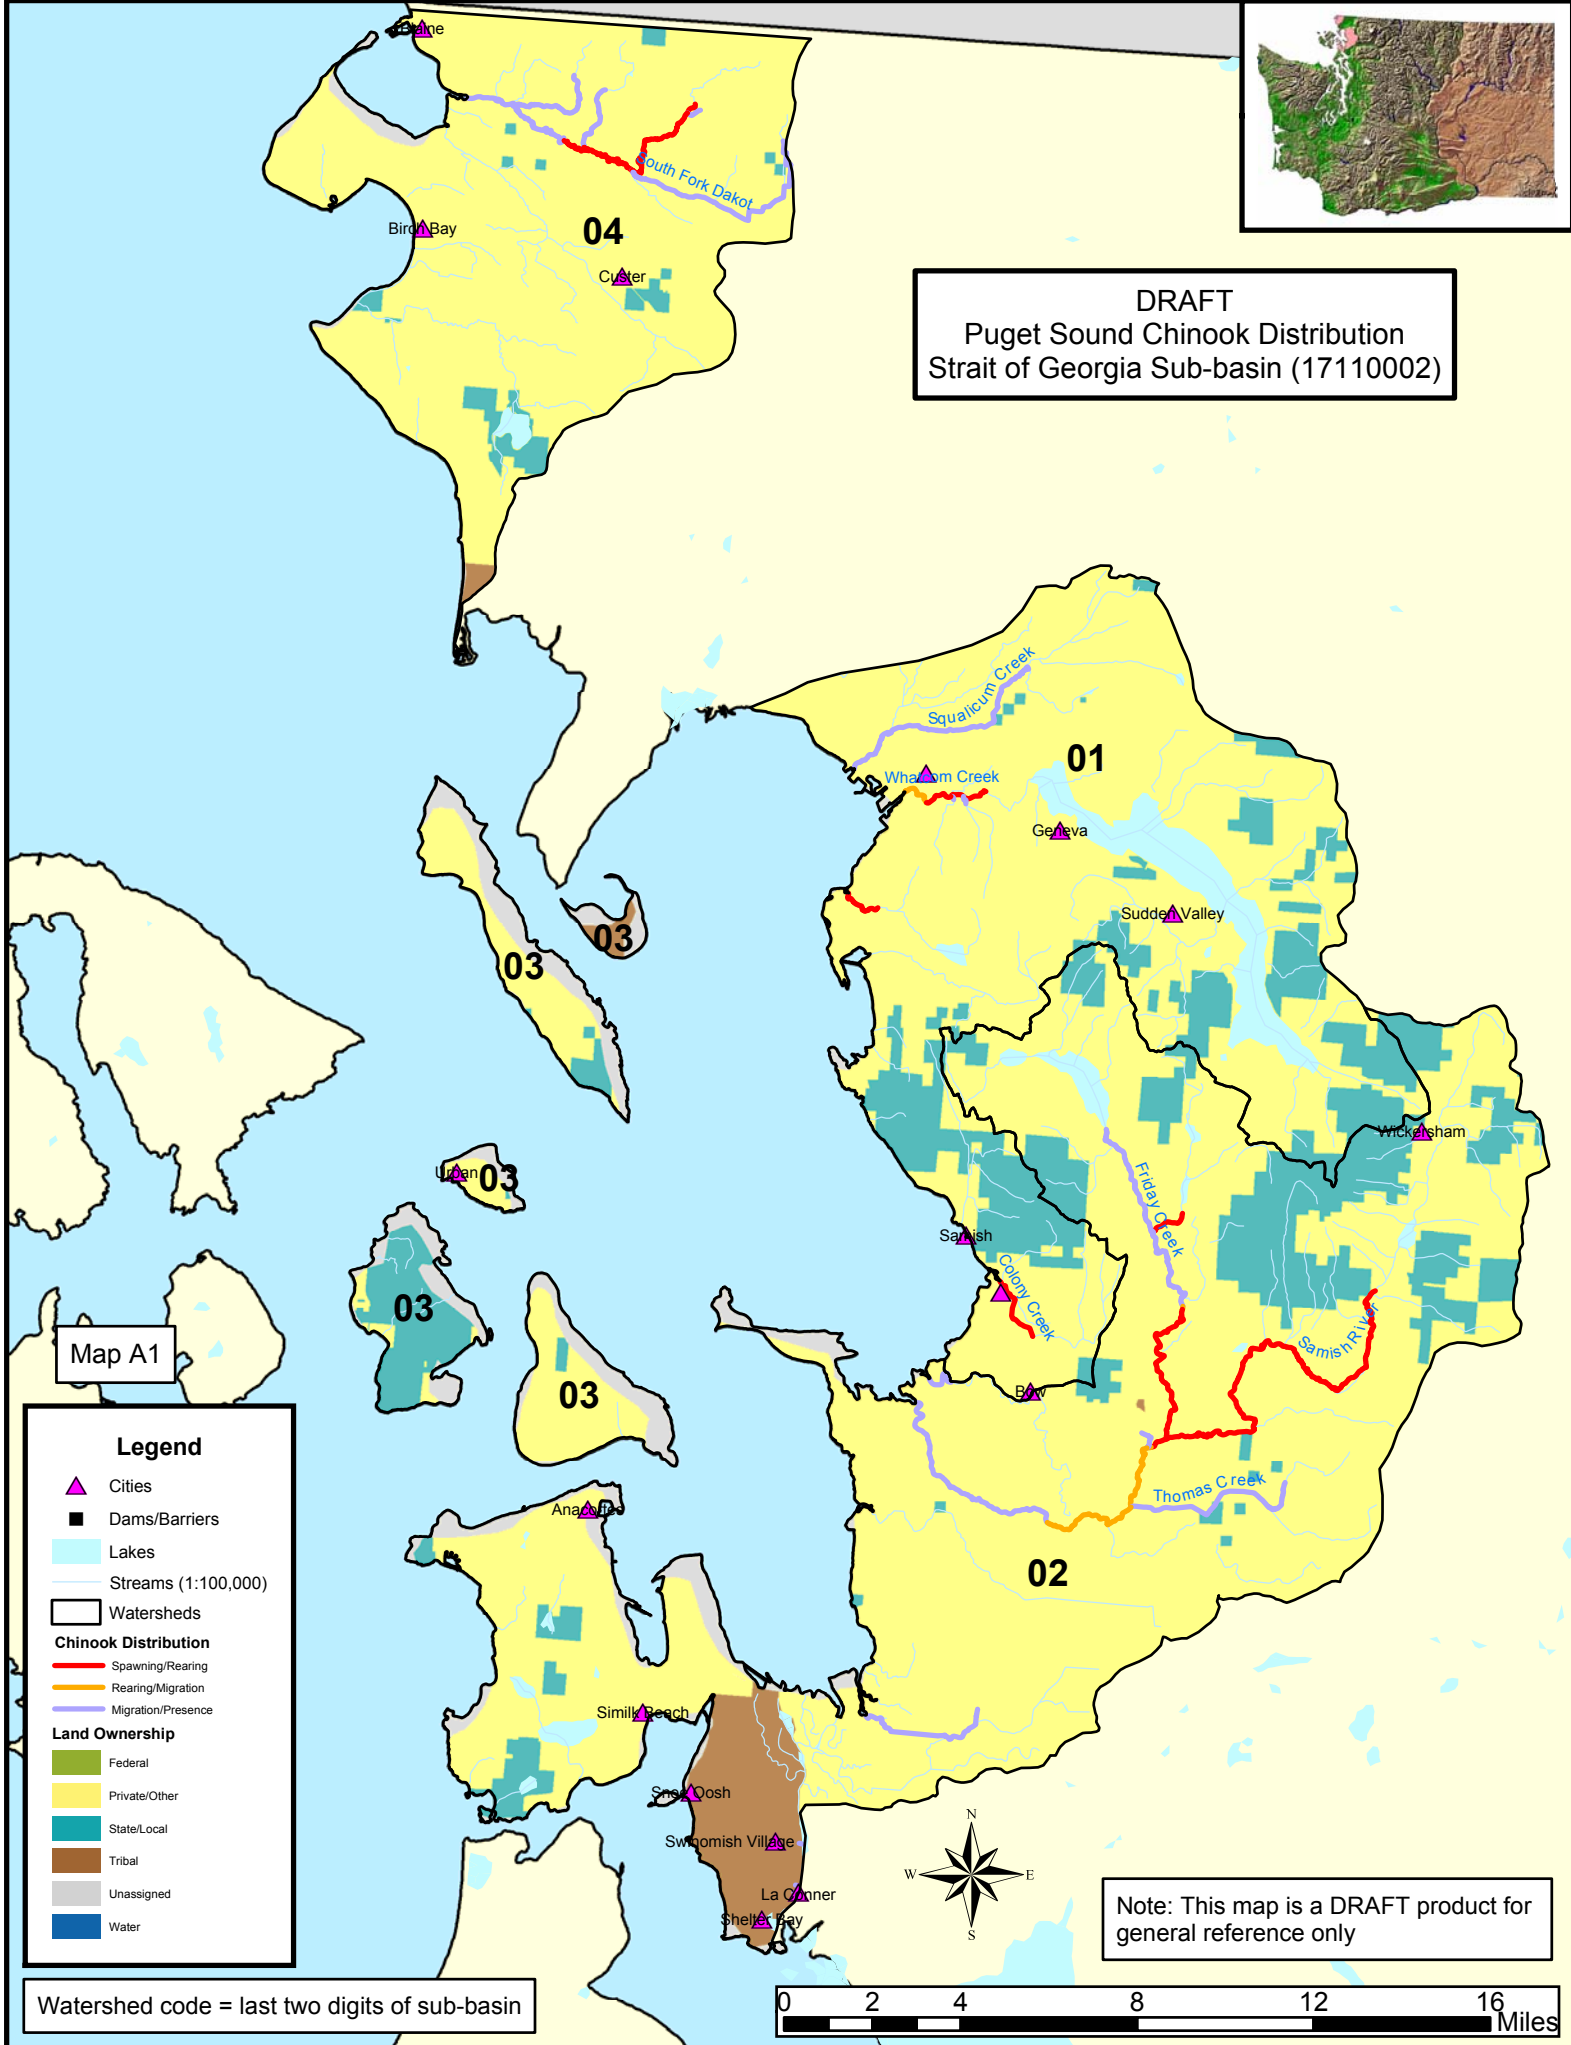 Blaine
South Fork Dakot
Birch Bay
04
Custer
DRAFT
Puget Sound Chinook Distribution
Strait of Georgia Sub-basin (17110002)
Squalicum Creek
01
Whatcom Creek
Geneva
Sudden Valley
03
03
Wickersham
Urban
03
Friday Creek
Samish
Colony Creek
03
Samish River
Map A1
03
Bow
Thomas Creek
Anacortes
02
Similk Beach
Snee Oosh
Swinomish Village
La Conner
Shelter Bay
Legend
Cities
Dams/Barriers
Lakes
Streams (1:100,000)
Watersheds
Chinook Distribution
Spawning/Rearing
Rearing/Migration
Migration/Presence
Land Ownership
Federal
Private/Other
State/Local
Tribal
Unassigned
Water
N
W
E
S
Note: This map is a DRAFT product for
general reference only
Watershed code = last two digits of sub-basin
0 2 4 8 12 16
Miles